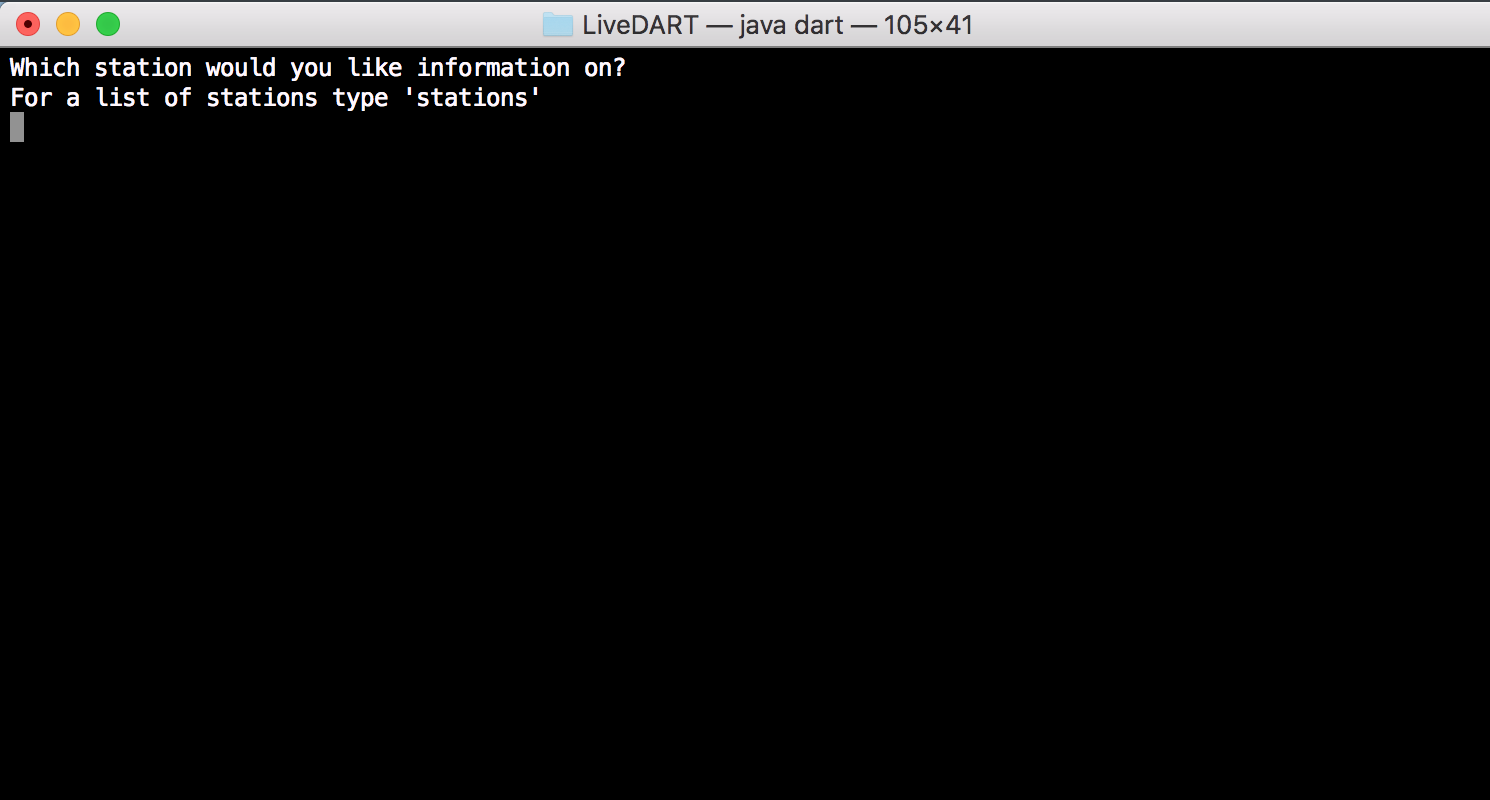 LiveDART — java dart — 105×41
Which station would you like information on?
For a list of stations type 'stations'